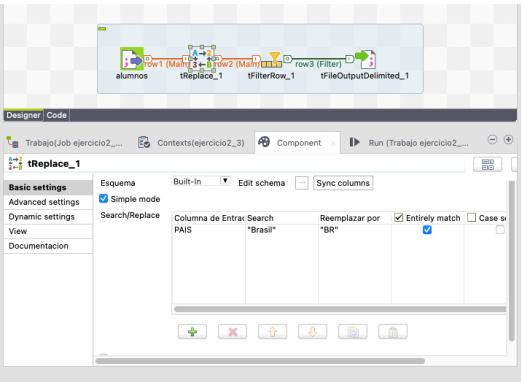 row1 (Main) row2 (Main) row3 (Filter)
alumnos tReplace_1 tFilterRow_1 tFileOutputDelimited_1
Designer Code
Trabajo(Job ejercicio2_... Contexts(ejercicio2_3) Component Run (Trabajo ejercicio2_...
tReplace_1
Basic settings
Advanced settings
Dynamic settings
View
Documentacion
Esquema Built-In Edit schema ... Sync columns
Simple mode
Search/Replace
Columna de Entrac Search Reemplazar por Entirely match Case se
PAIS "Brasil" "BR"